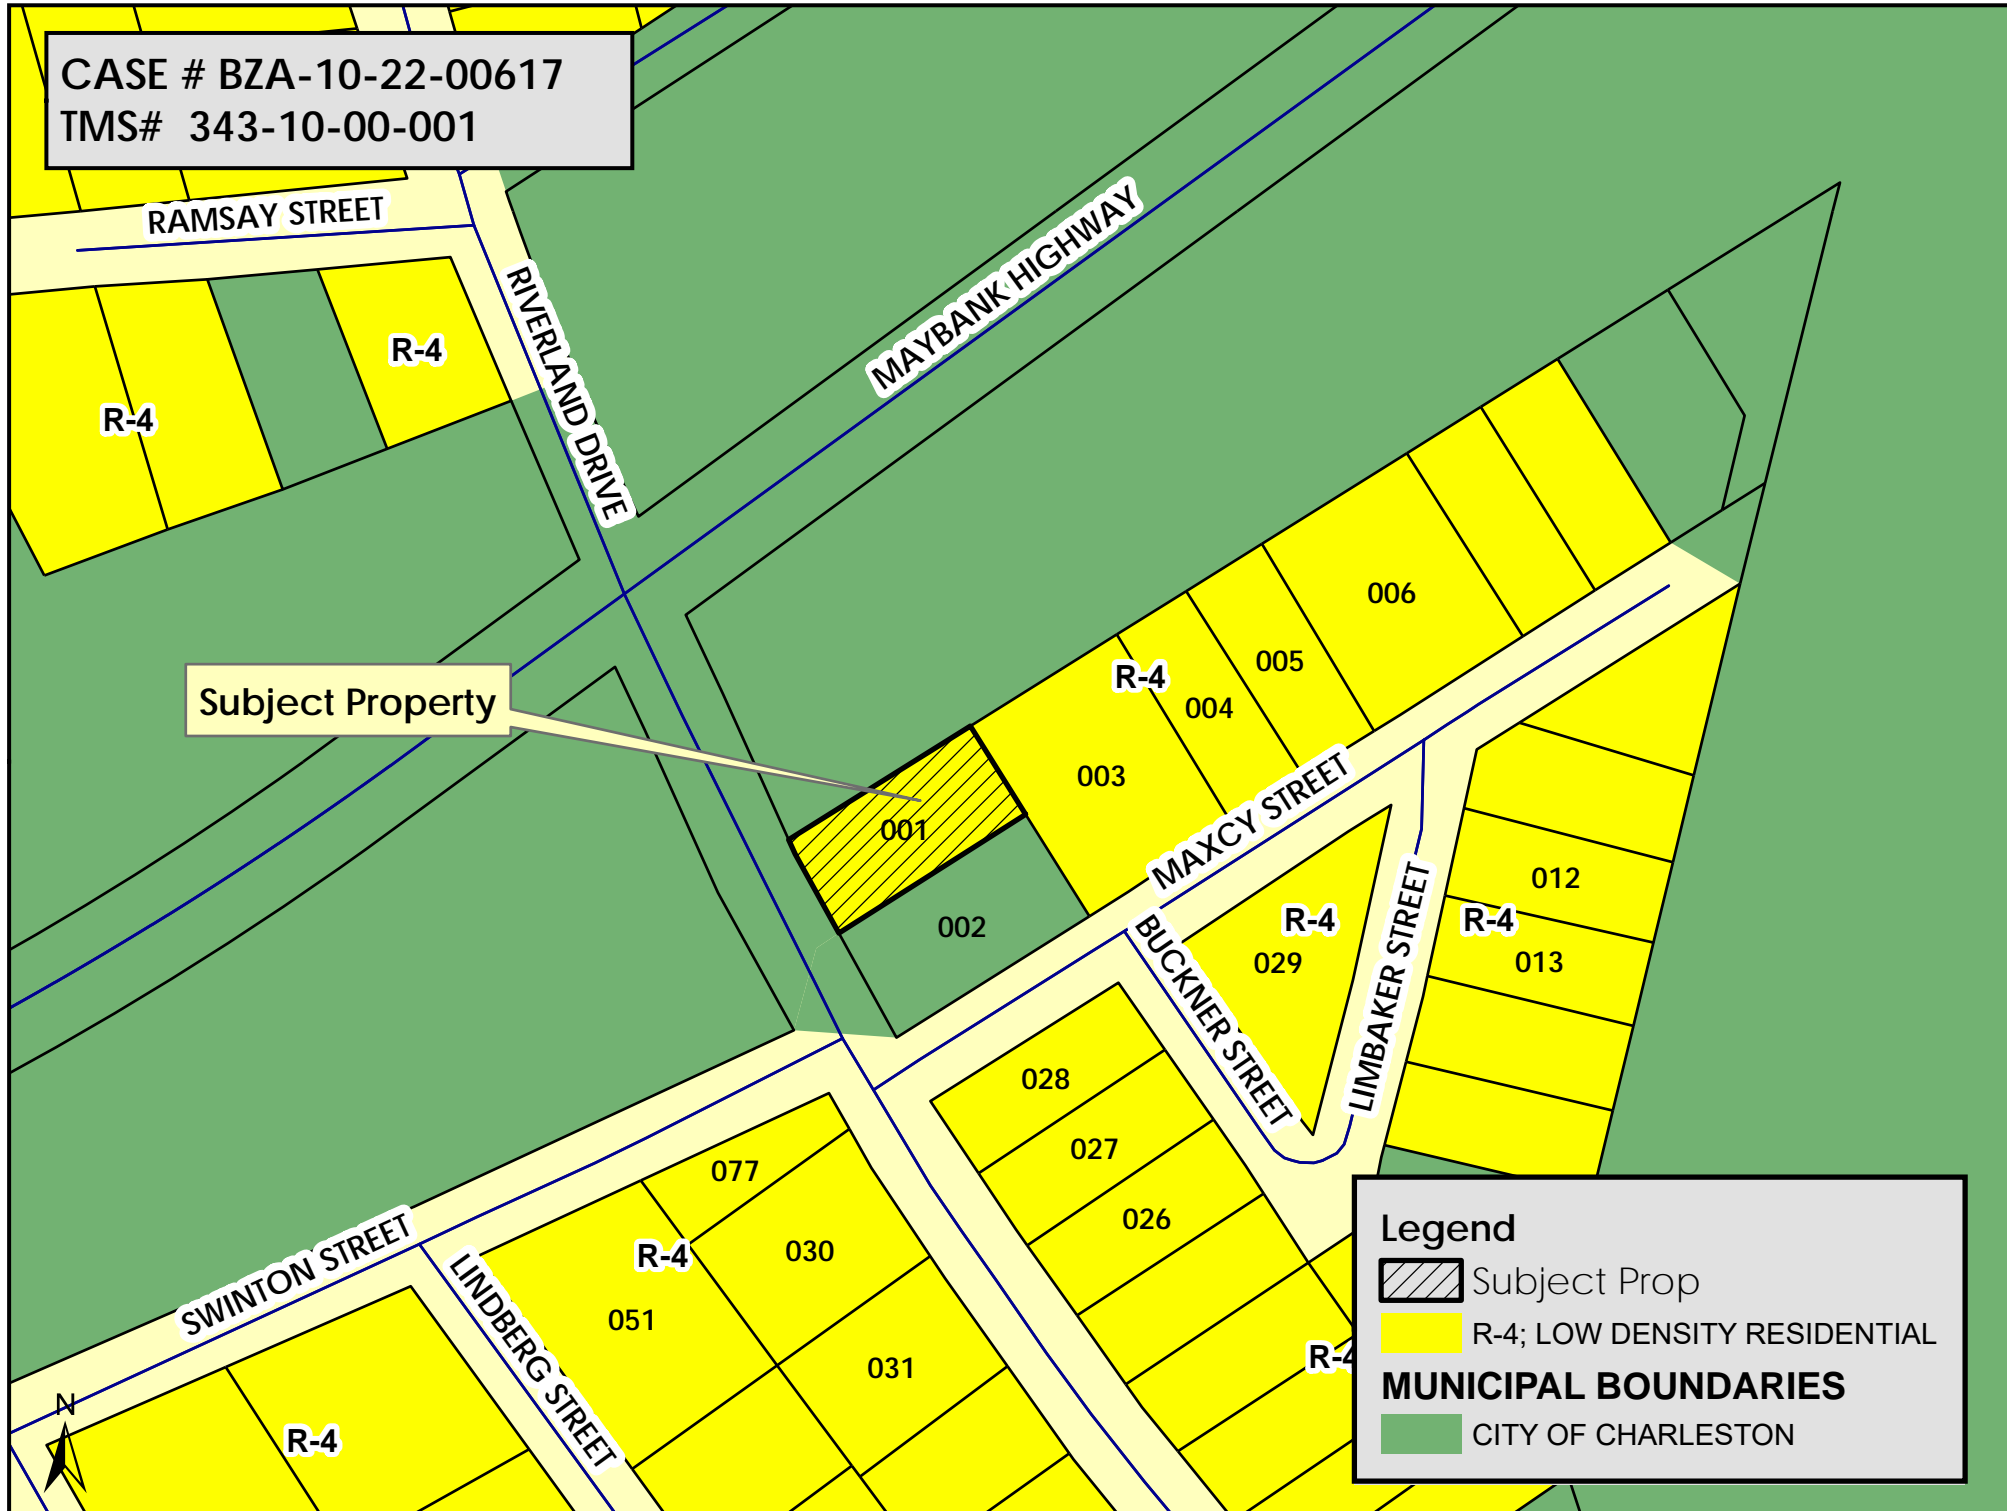 CASE # BZA-10-22-00617
TMS# 343-10-00-001
RAMSAY STREET
RIVERLAND DRIVE
MAYBANK HIGHWAY
R-4
R-4
Subject Property
006
005
R-4
004
003
001
002
MAXCY STREET
BUCKNER STREET
LIMBAKER STREET
R-4
029
012
R-4
013
028
027
026
077
030
R-4
051
031
SWINTON STREET
LINDBERG STREET
R-4
R-4
N
Legend
Subject Prop
R-4; LOW DENSITY RESIDENTIAL
MUNICIPAL BOUNDARIES
CITY OF CHARLESTON